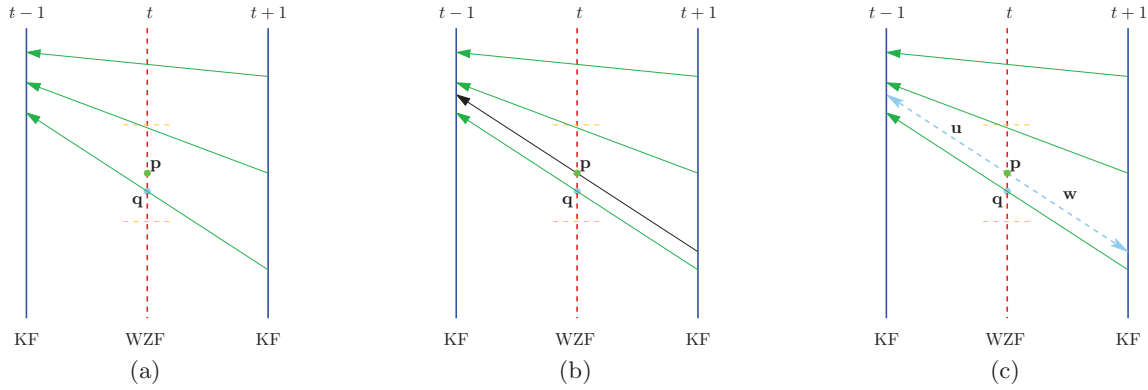 t − 1 t t + 1 t − 1 t t + 1 t − 1 t t + 1
u
p p p
q q q w
KF WZF KF KF WZF KF KF WZF KF
(a) (b) (c)